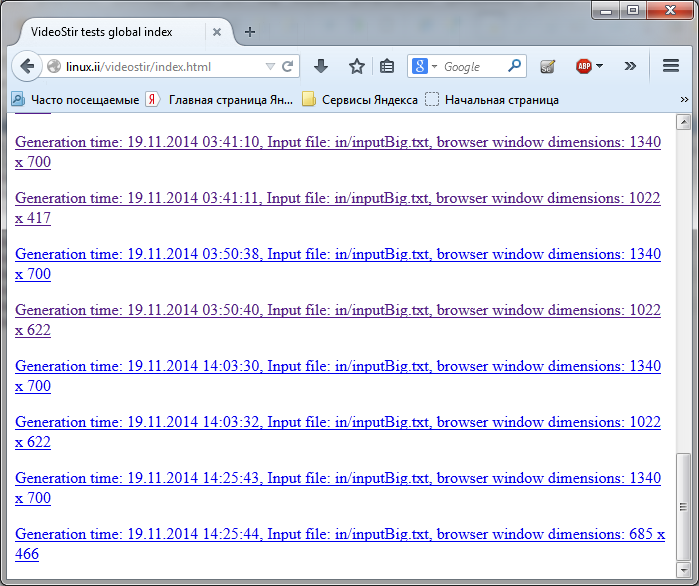 VideoStir tests global index
linux.ii/videostir/index.html
Google
ABP
Часто посещаемые
Главная страница Ян...
Сервисы Яндекса
Начальная страница
Generation time: 19.11.2014 03:41:10, Input file: in/inputBig.txt, browser window dimensions: 1340
x 700
Generation time: 19.11.2014 03:41:11, Input file: in/inputBig.txt, browser window dimensions: 1022
x 417
Generation time: 19.11.2014 03:50:38, Input file: in/inputBig.txt, browser window dimensions: 1340
x 700
Generation time: 19.11.2014 03:50:40, Input file: in/inputBig.txt, browser window dimensions: 1022
x 622
Generation time: 19.11.2014 14:03:30, Input file: in/inputBig.txt, browser window dimensions: 1340
x 700
Generation time: 19.11.2014 14:03:32, Input file: in/inputBig.txt, browser window dimensions: 1022
x 622
Generation time: 19.11.2014 14:25:43, Input file: in/inputBig.txt, browser window dimensions: 1340
x 700
Generation time: 19.11.2014 14:25:44, Input file: in/inputBig.txt, browser window dimensions: 685 x
466